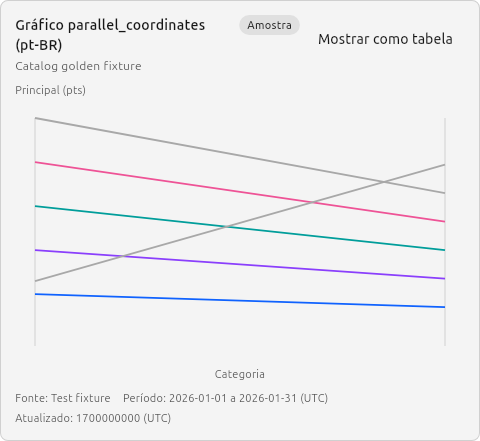 Gráfico parallel_coordinates
(pt-BR)
Amostra
Mostrar como tabela
Catalog golden fixture
Principal (pts)
Categoria
Fonte: Test fixture Período: 2026-01-01 a 2026-01-31 (UTC)
Atualizado: 1700000000 (UTC)